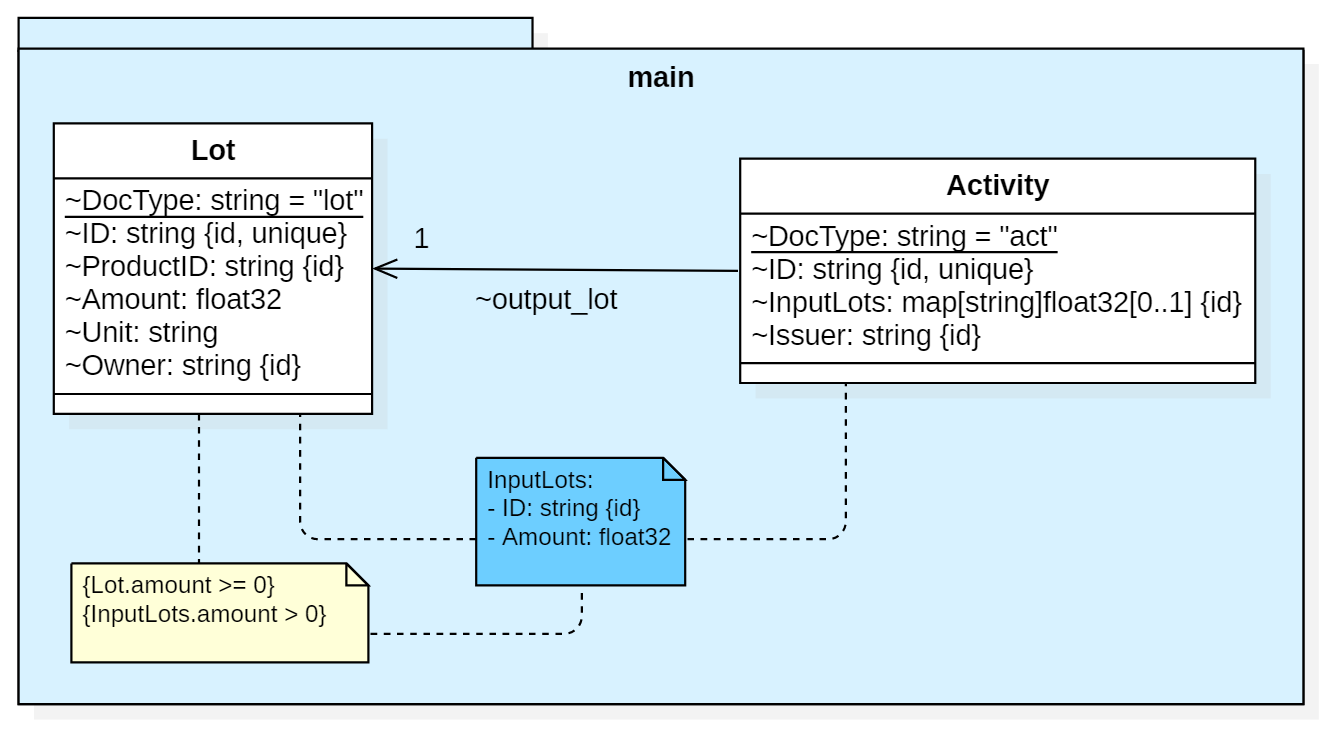 main
Lot
~DocType: string = "lot"
~ID: string {id, unique}
~ProductID: string {id}
~Amount: float32
~Unit: string
~Owner: string {id}
1
~output_lot
Activity
~DocType: string = "act"
~ID: string {id, unique}
~InputLots: map[string]float32[0..1] {id}
~Issuer: string {id}
InputLots:
- ID: string {id}
- Amount: float32
{Lot.amount >= 0}
{InputLots.amount > 0}